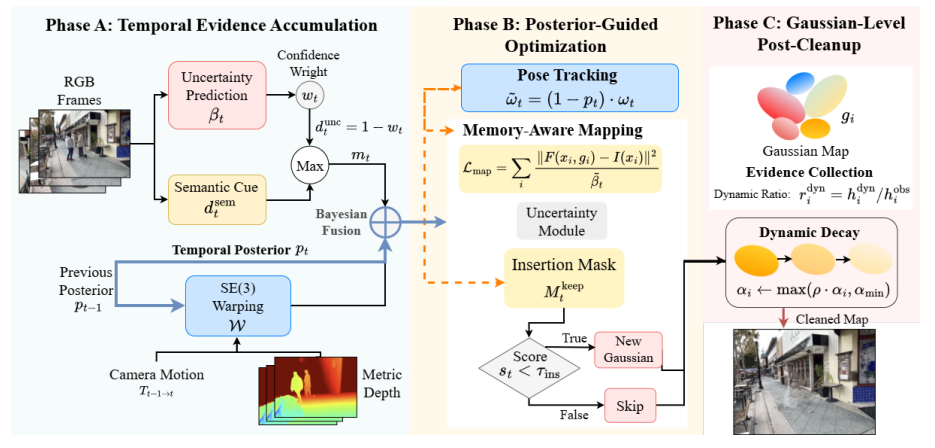 Phase A: Temporal Evidence Accumulation
RGB
Frames
Uncertainty
Prediction
β_t
Confidence
Wright
w_t
d_t^unc = 1 − w_t
Max
m_t
Semantic Cue
d_t^sem
Bayesian
Fusion
Temporal Posterior p_t
Previous
Posterior
p_{t−1}
SE(3)
Warping
𝒲
Camera Motion
T_{t−1→t}
Metric
Depth
Phase B: Posterior-Guided
Optimization
Pose Tracking
ω̃_t = (1 − p_t) · ω_t
Memory-Aware Mapping
ℒ_map = ∑_i ‖F(x_i, g_i) − I(x_i)‖² / β̃_t
Uncertainty
Module
Insertion Mask
M_t^keep
Score
s_t < τ_ins
True
New
Gaussian
False
Skip
Phase C: Gaussian-Level
Post-Cleanup
g_i
Gaussian Map
Evidence Collection
Dynamic Ratio: r_i^dyn = h_i^dyn / h_i^obs
Dynamic Decay
α_i ← max(ρ · α_i, α_min)
Cleaned Map